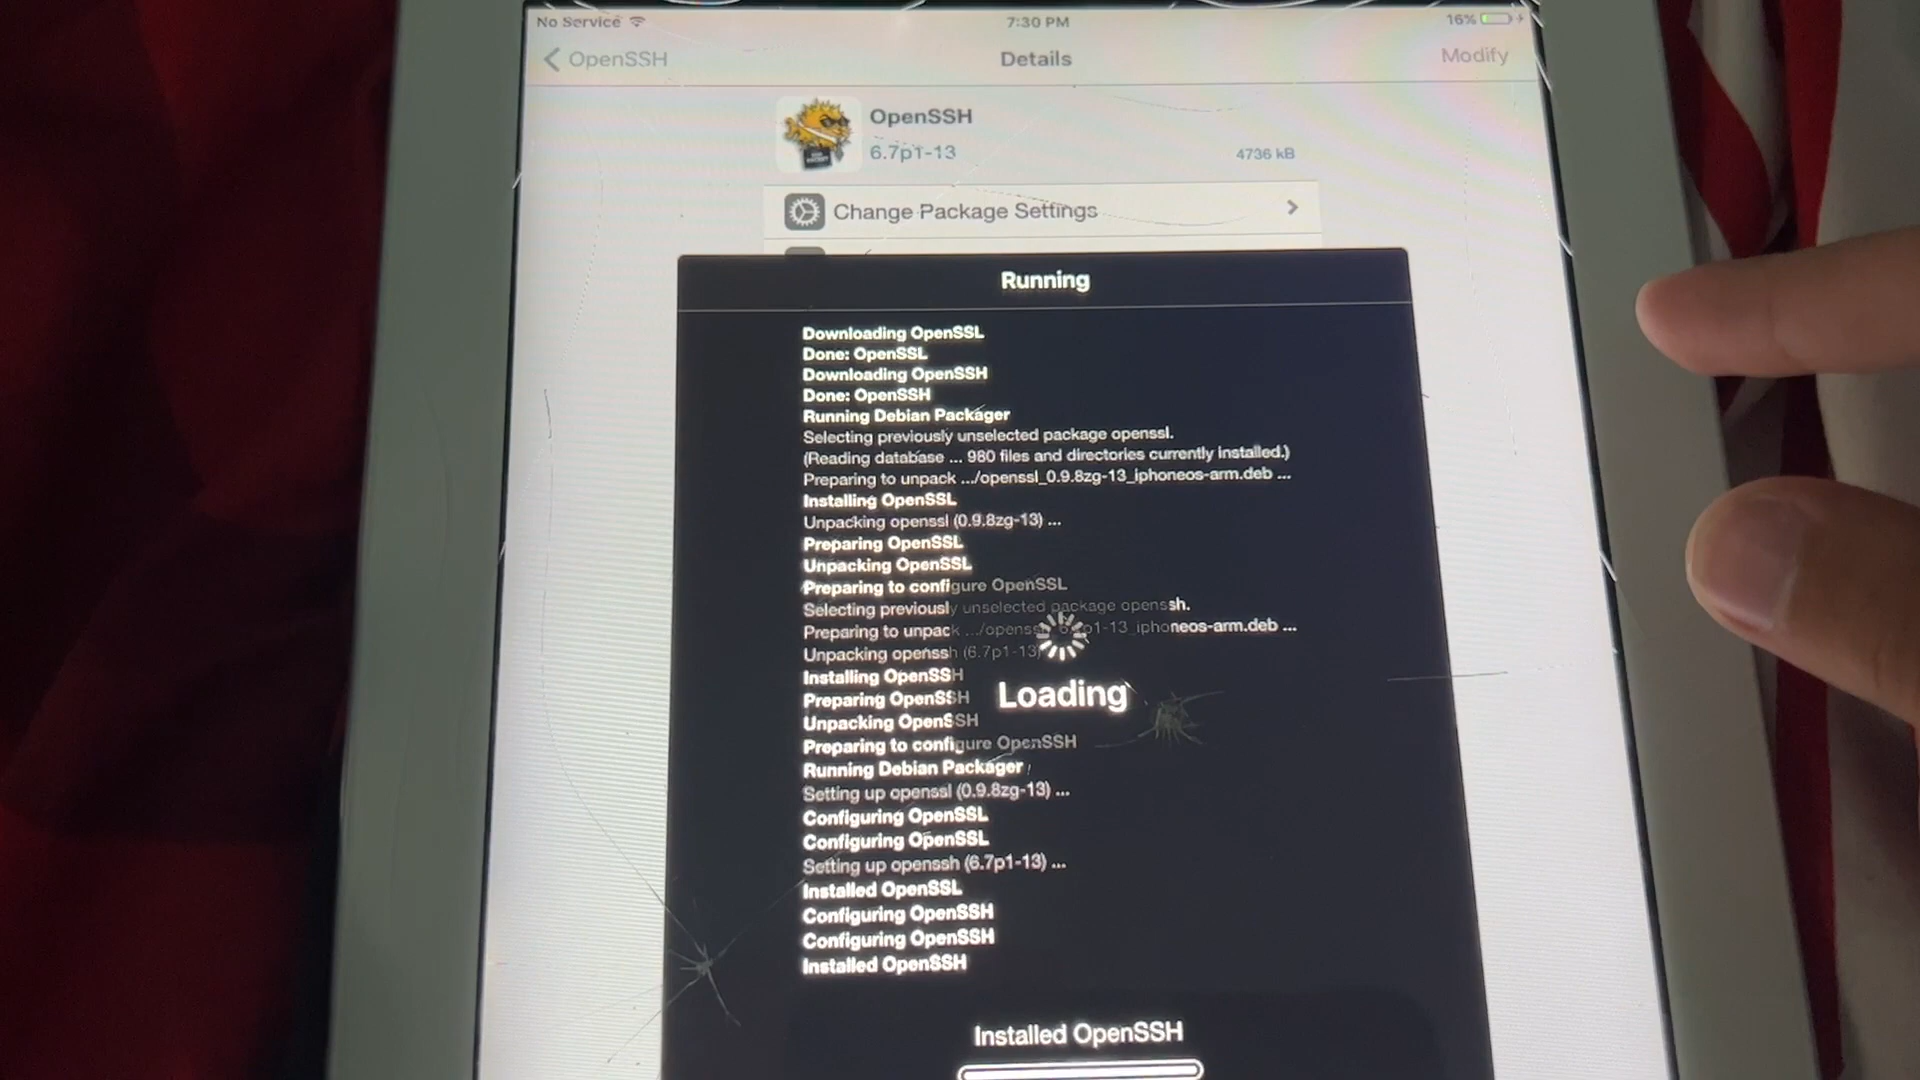 No Service
7:30 PM
16%
OpenSSH
Details
Modify
OpenSSH
6.7p1-13
4736 kB
Change Package Settings
Running
Downloading OpenSSL
Done: OpenSSL
Downloading OpenSSH
Done: OpenSSH
Running Debian Packager
Selecting previously unselected package openssl.
(Reading database ... 980 files and directories currently installed.)
Preparing to unpack .../openssl_0.9.8zg-13_iphoneos-arm.deb ...
Installing OpenSSL
Unpacking openssl (0.9.8zg-13) ...
Preparing OpenSSL
Unpacking OpenSSL
Preparing to configure OpenSSL
Selecting previously unselected package openssh.
Preparing to unpack iphoneos-arm.deb ...
Unpacking openssh (6.7p1-13)
Installing OpenSSH
Preparing OpenSSH
Loading
Unpacking OpenSSH
Preparing to configure OpenSSH
Running Debian Packager
Setting up openssl (0.9.8zg-13) ...
Configuring OpenSSL
Configuring OpenSSL
Setting up openssh (6.7p1-13) ...
Installed OpenSSL
Configuring OpenSSH
Configuring OpenSSH
Installed OpenSSH
Installed OpenSSH